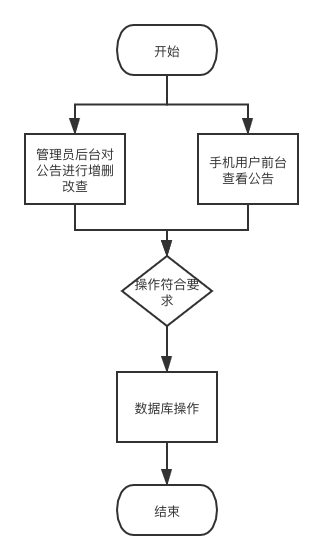 开始
管理员后台对
公告进行增删
改查
手机用户前台
查看公告
操作符合要
求
数据库操作
结束